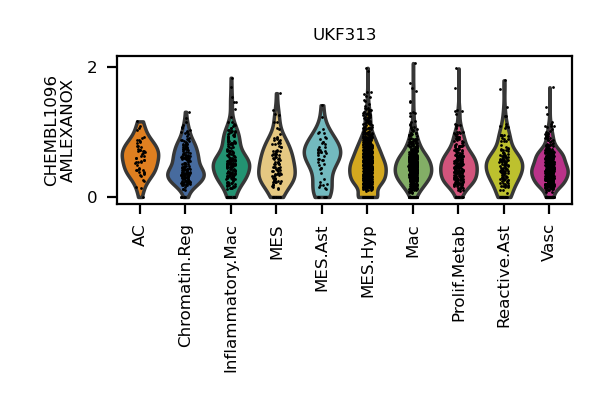 UKF313
CHEMBL1096
AMLEXANOX
2
0
AC
Chromatin.Reg
Inflammatory.Mac
MES
MES.Ast
MES.Hyp
Mac
Prolif.Metab
Reactive.Ast
Vasc